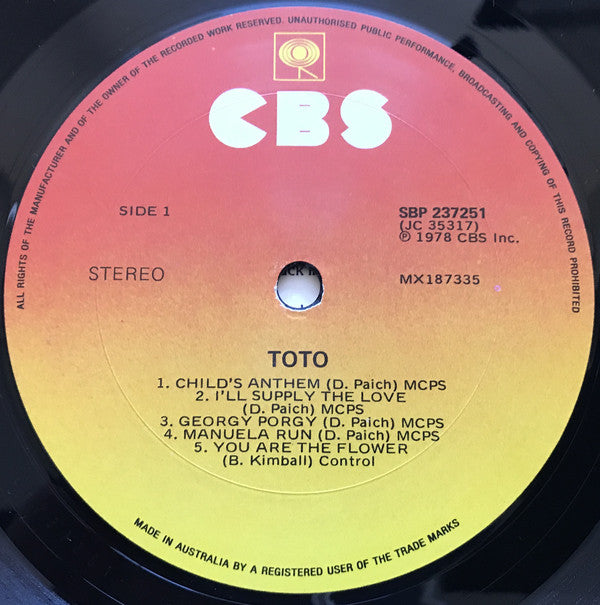 ALL RIGHTS OF THE MANUFACTURER AND OF THE OWNER OF THE RECORDED WORK RESERVED. UNAUTHORISED PUBLIC PERFORMANCE, BROADCASTING AND COPYING OF THIS RECORD PROHIBITED
CBS
SIDE 1
SBP 237251
(JC 35317)
℗ 1978 CBS Inc.
STEREO
MX187335
TOTO
1. CHILD'S ANTHEM (D. Paich) MCPS
2. I'LL SUPPLY THE LOVE
(D. Paich) MCPS
3. GEORGY PORGY (D. Paich) MCPS
4. MANUELA RUN (D. Paich) MCPS
5. YOU ARE THE FLOWER
(B. Kimball) Control
MADE IN AUSTRALIA BY A REGISTERED USER OF THE TRADE MARKS